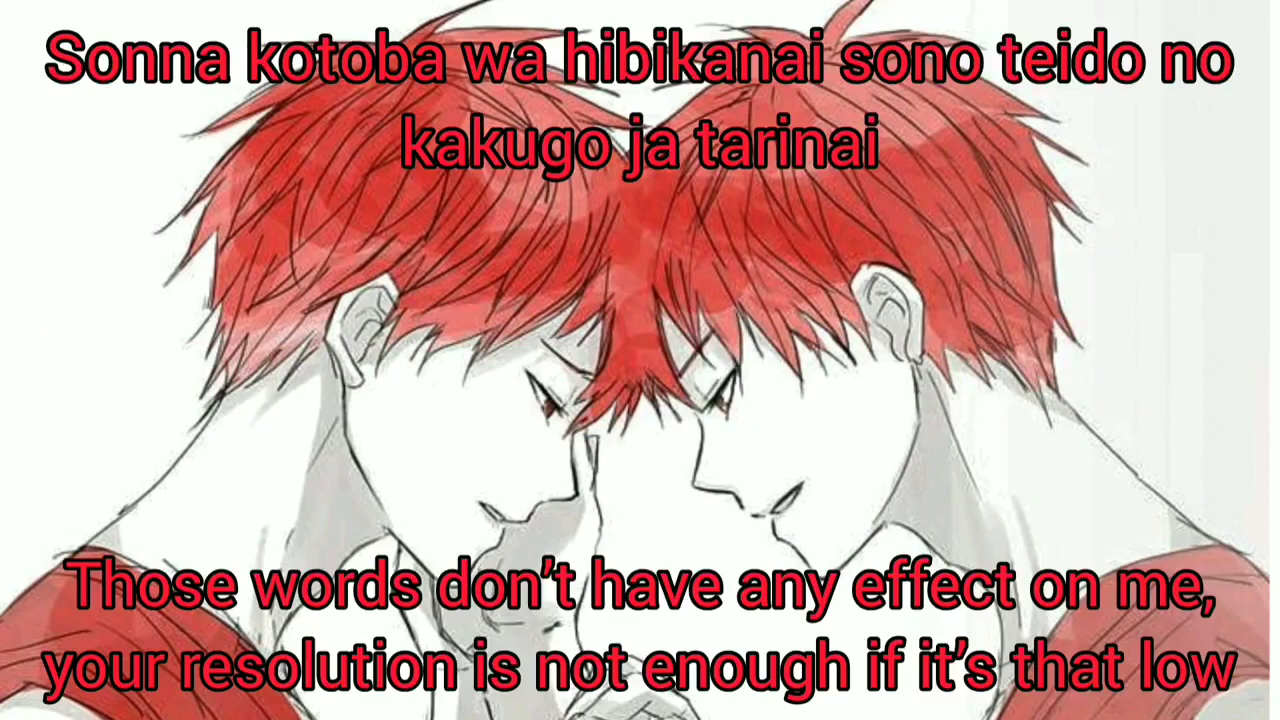 Sonna kotoba wa hibikanai sono teido no
kakugo ja tarinai
Those words don’t have any effect on me,
your resolution is not enough if it’s that low